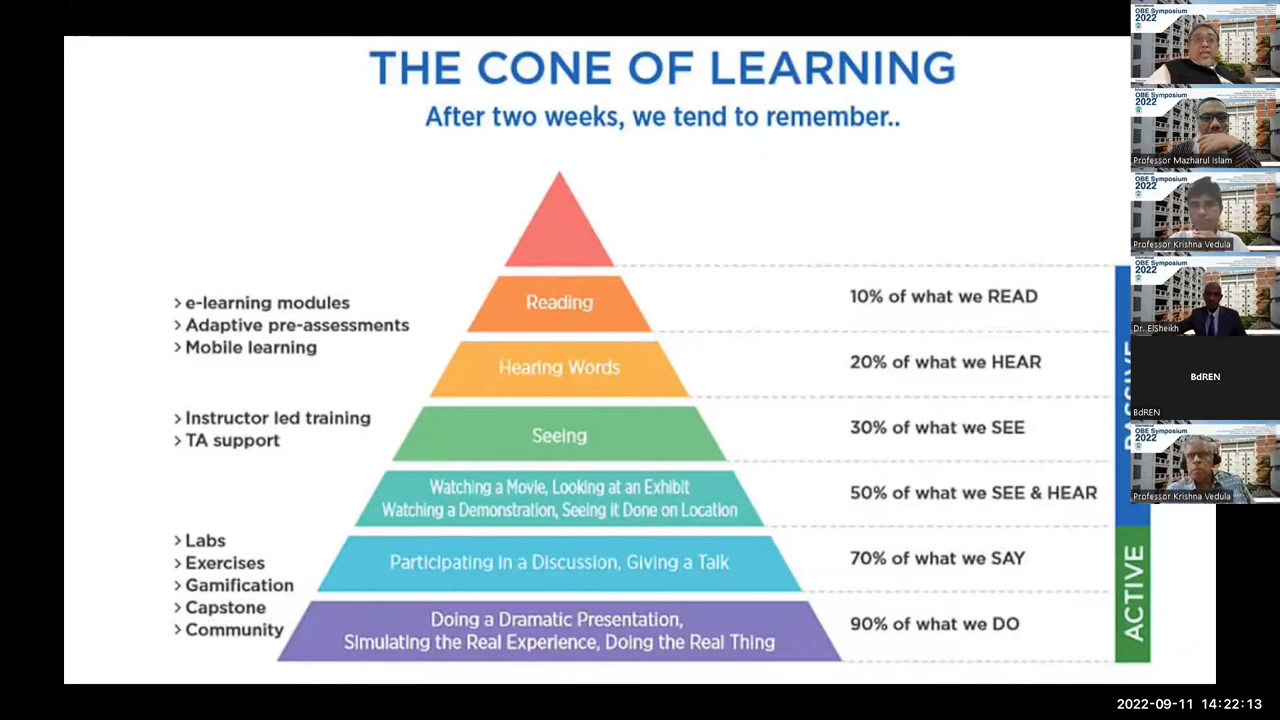 THE CONE OF LEARNING
After two weeks, we tend to remember..
Reading
10% of what we READ
> e-learning modules
> Adaptive pre-assessments
> Mobile learning
Hearing Words
20% of what we HEAR
> Instructor led training
> TA support
Seeing
30% of what we SEE
Watching a Movie, Looking at an Exhibit
Watching a Demonstration, Seeing it Done on Location
50% of what we SEE & HEAR
> Labs
> Exercises
> Gamification
> Capstone
> Community
Participating in a Discussion, Giving a Talk
70% of what we SAY
Doing a Dramatic Presentation,
Simulating the Real Experience, Doing the Real Thing
90% of what we DO
ACTIVE
OBE Symposium
2022
OBE Symposium
2022
Professor Mazharul Islam
OBE Symposium
2022
Professor Krishna Vedula
OBE Symposium
2022
Dr. ElSheikh
BdREN
BdREN
OBE Symposium
2022
Professor Krishna Vedula
2022-09-11 14:22:13